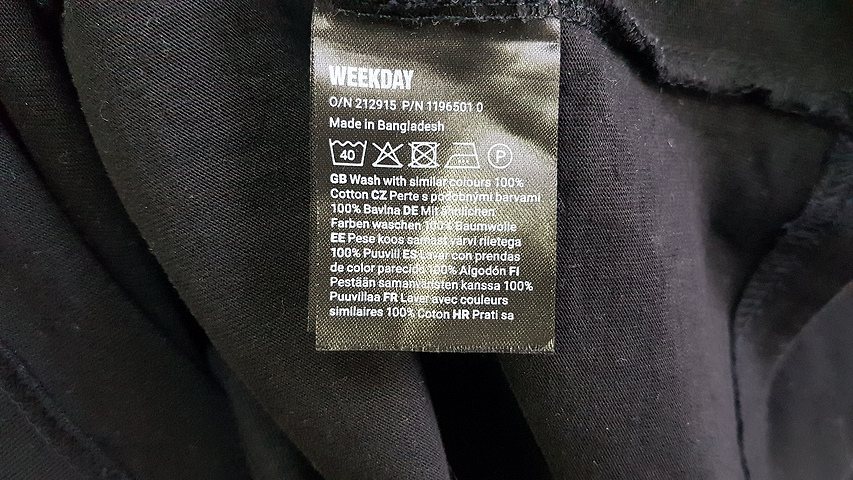 WEEKDAY
O/N 212915 P/N 1196501 0
Made in Bangladesh
40 P
GB Wash with similar colours 100%
Cotton CZ Perte s podobnými barvami
100% Bavlna DE Mit ähnlichen
Farben waschen 100% Baumwolle
EE Pese koos samast värvi riietega
100% Puuvill ES Lavar con prendas
de color parecido 100% Algodón FI
Pestään samanväristen kanssa 100%
Puuvillaa FR Laver avec couleurs
similaires 100% Coton HR Prati sa